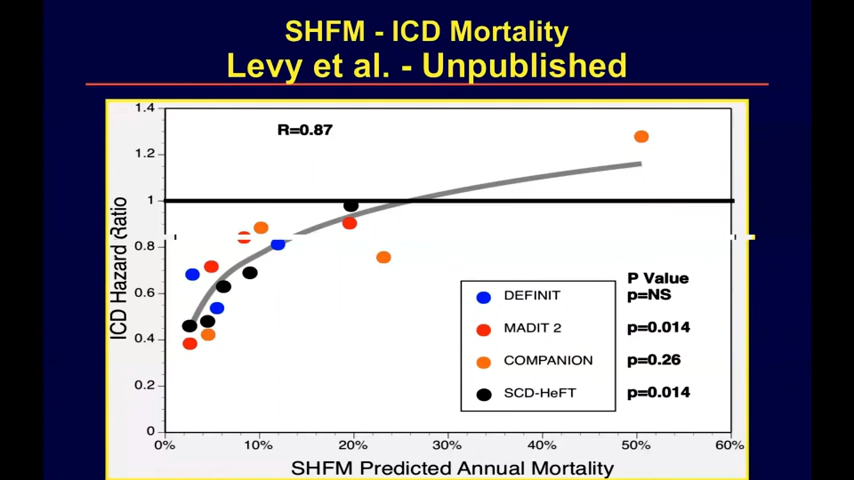 SHFM - ICD Mortality
Levy et al. - Unpublished
1.4
R=0.87
1.2
1
0.8
0.6
0.4
0.2
0
ICD Hazard Ratio
P Value
DEFINIT p=NS
MADIT 2 p=0.014
COMPANION p=0.26
SCD-HeFT p=0.014
0% 10% 20% 30% 40% 50% 60%
SHFM Predicted Annual Mortality